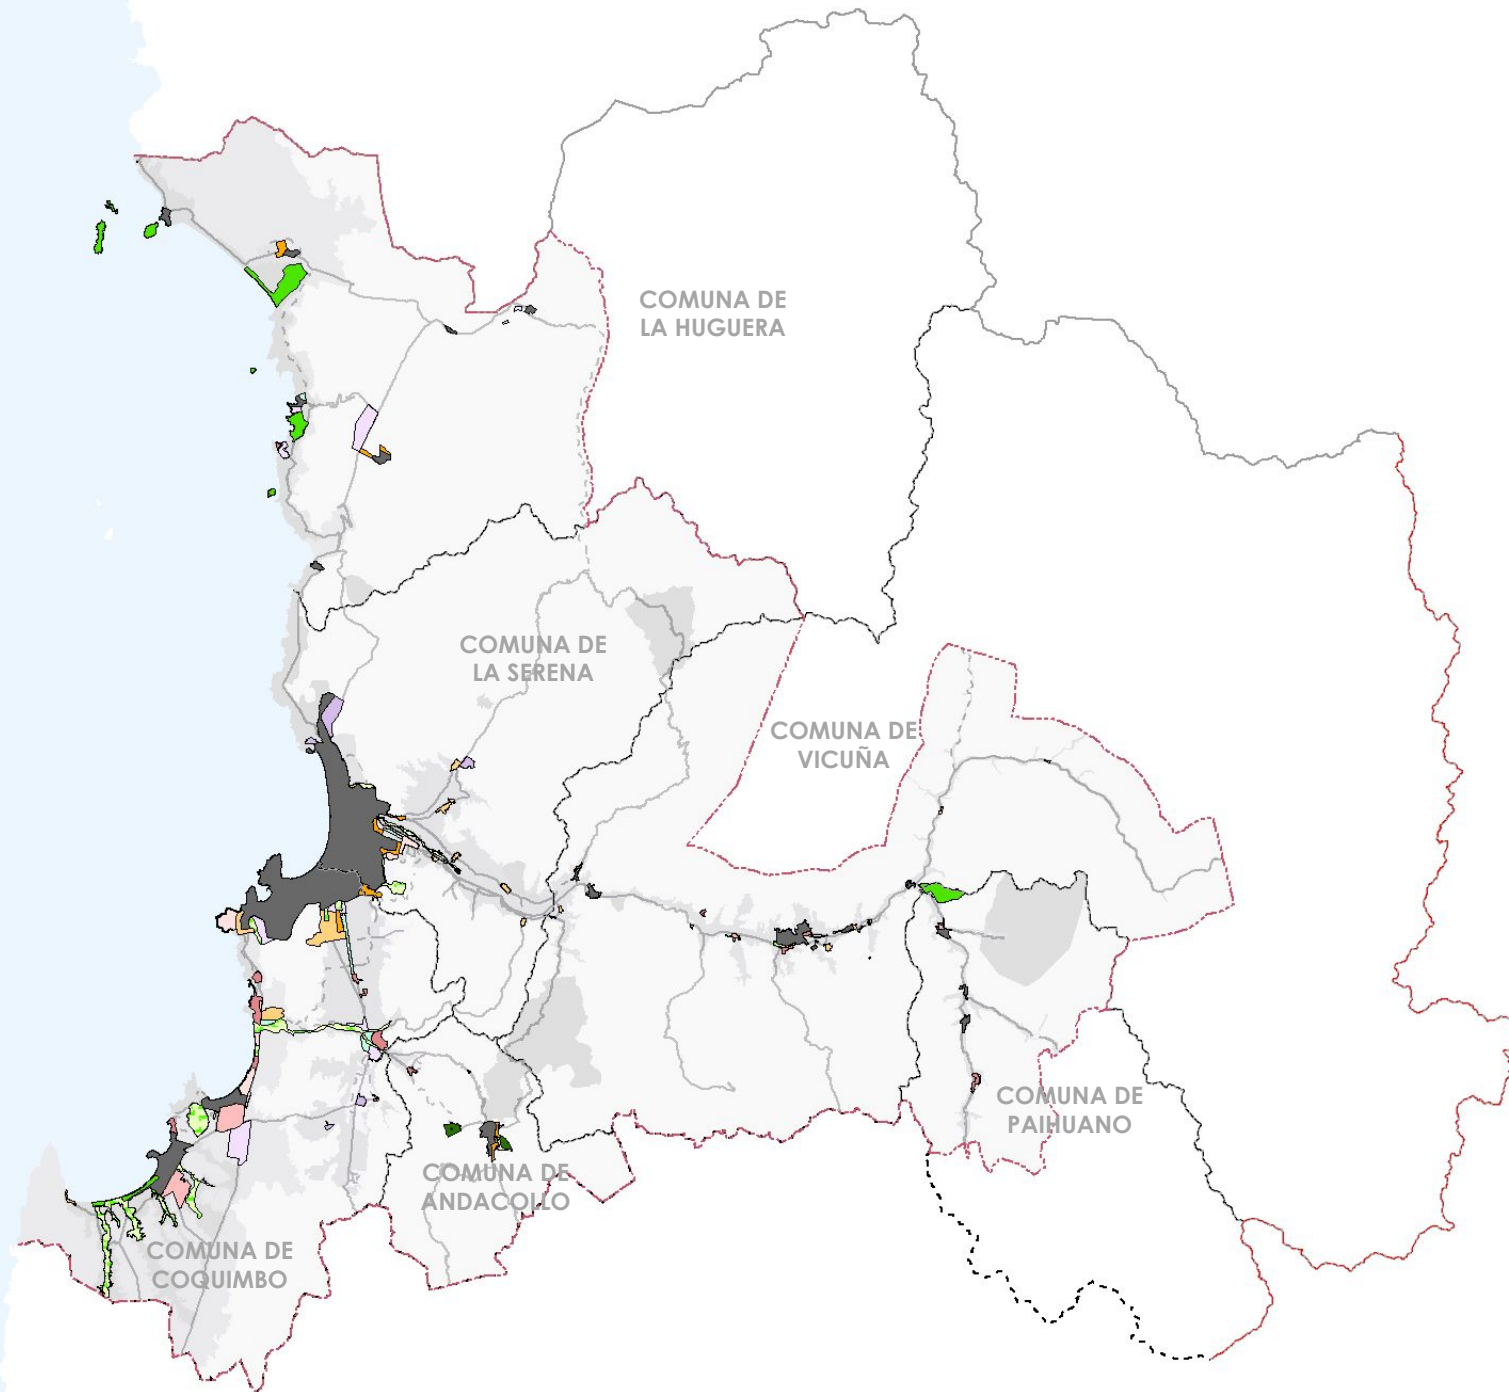 COMUNA DE
LA HUGUERA
COMUNA DE
LA SERENA
COMUNA DE
VICUÑA
COMUNA DE
PAIHUANO
COMUNA DE
ANDACOLLO
COMUNA DE
COQUIMBO